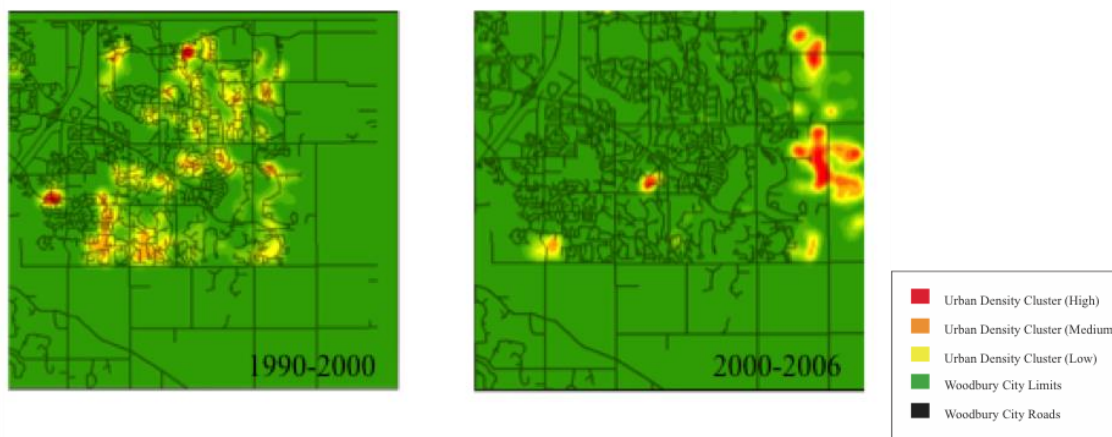 1990-2000
2000-2006
Urban Density Cluster (High)
Urban Density Cluster (Medium
Urban Density Cluster (Low)
Woodbury City Limits
Woodbury City Roads